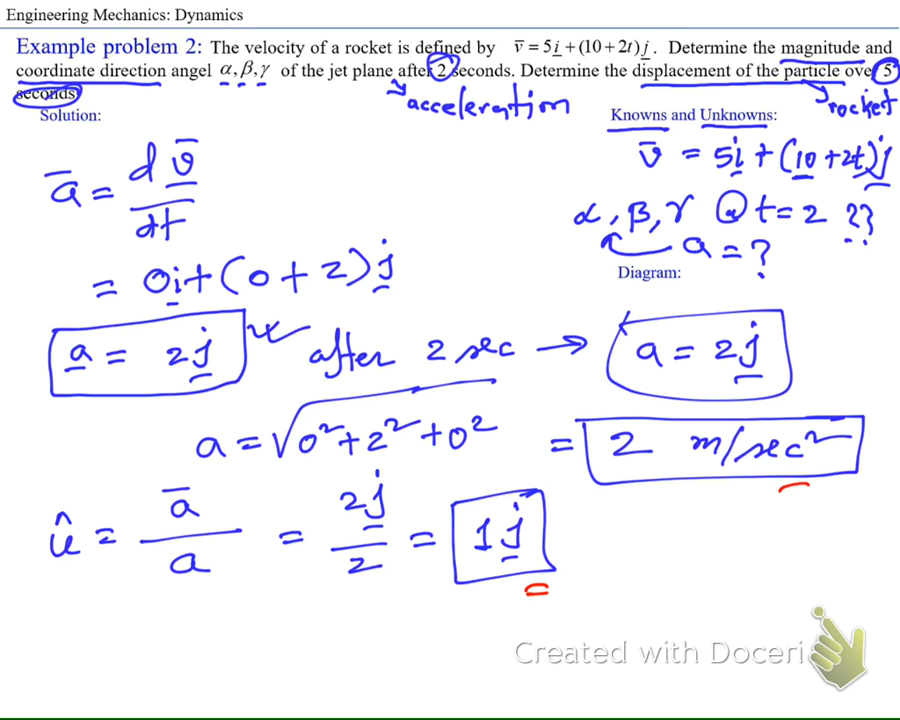 Engineering Mechanics: Dynamics
Example problem 2: The velocity of a rocket is defined by v̅ = 5i + (10 + 2t) j . Determine the magnitude and
coordinate direction angel α, β, γ of the jet plane after 2 seconds. Determine the displacement of the particle over 5
seconds
acceleration
rocket
Solution:
Knowns and Unknowns:
v̅ = 5i + (10 + 2t)j
α, β, γ @ t = 2 ??
a = ?
Diagram:
a̅ = dv̅/dt
= 0i + (0 + 2) j
a = 2j after 2 sec → a = 2j
a = √0² + 2² + 0² = 2 m/sec²
û = a̅/a = 2j/2 = 1j
Created with Doceri